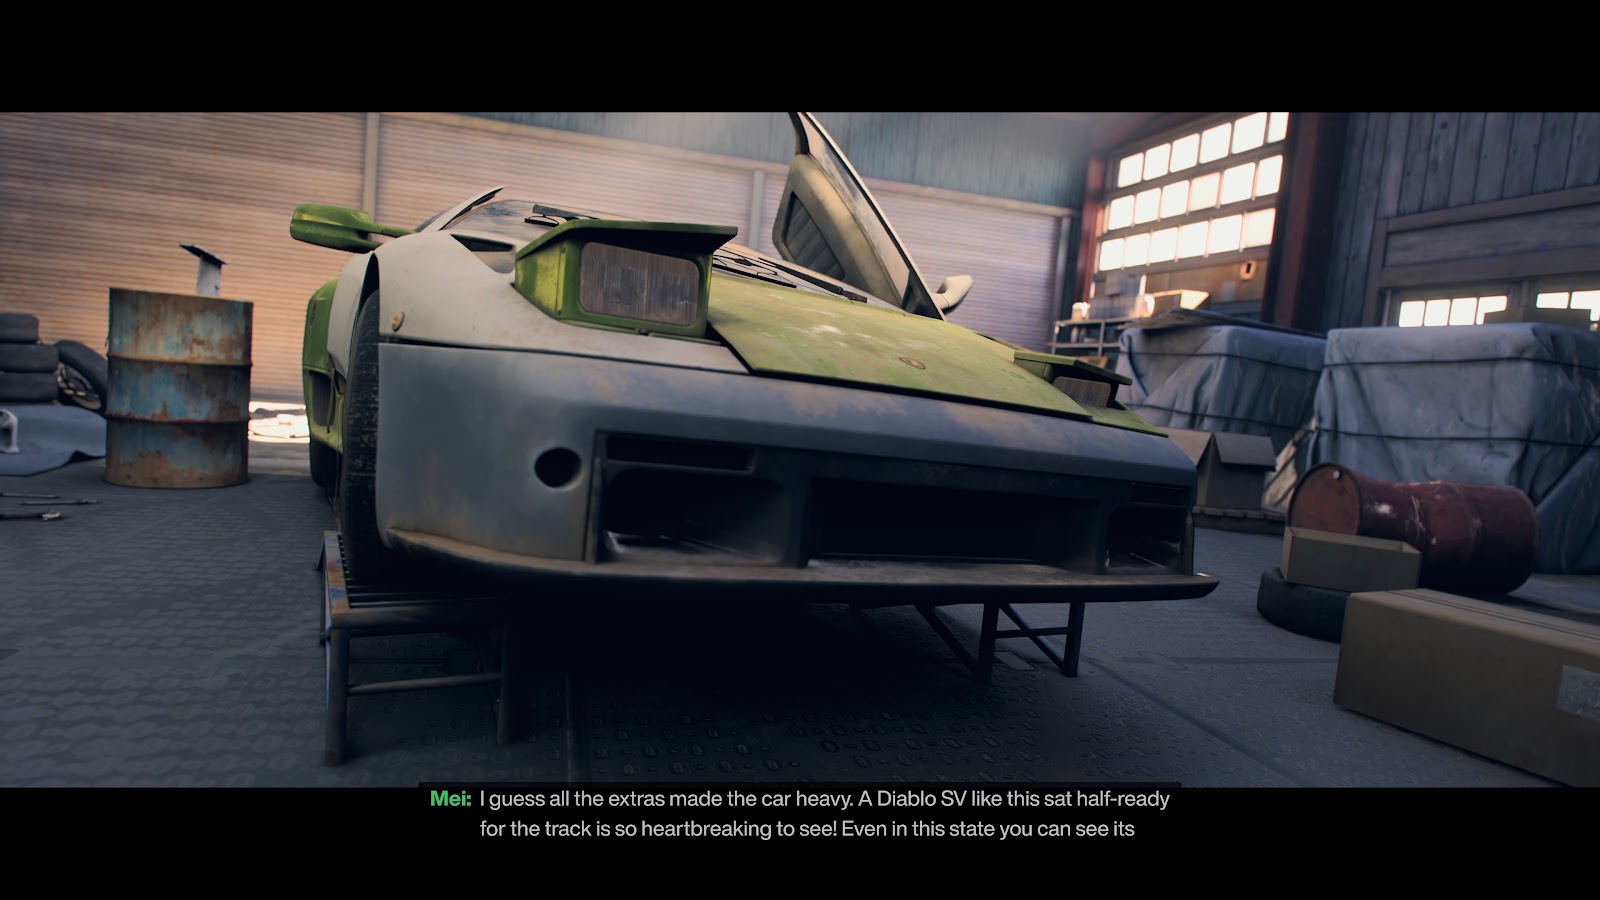 Mei: I guess all the extras made the car heavy. A Diablo SV like this sat half-ready
for the track is so heartbreaking to see! Even in this state you can see its